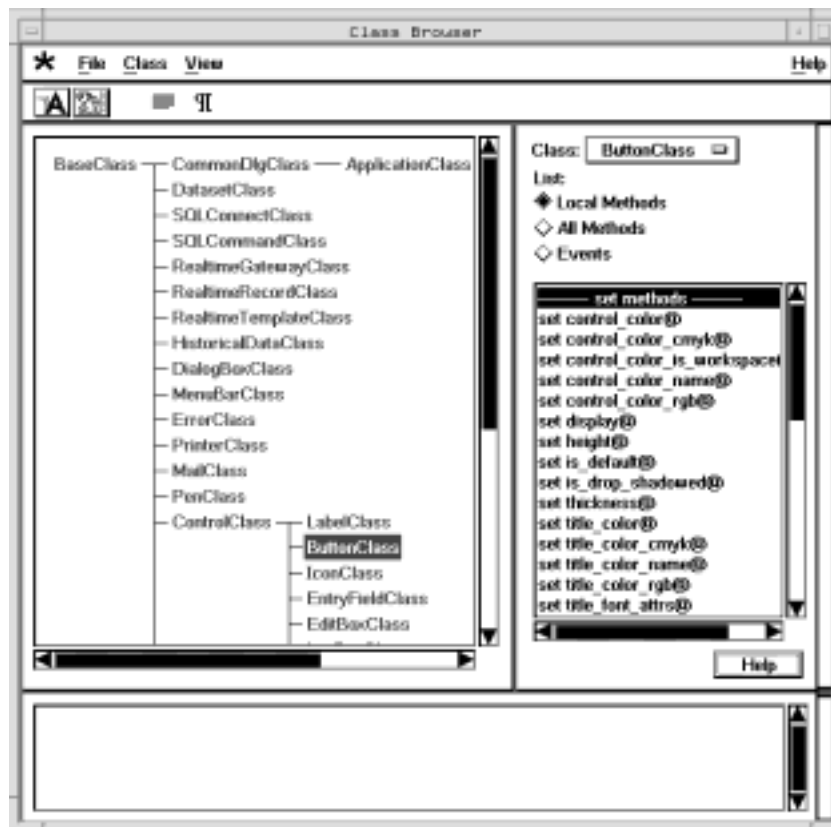 Class Browser
File Class View Help
A ¶
BaseClass CommonDlgClass ApplicationClass
DatasetClass
SQLConnectClass
SQLCommandClass
RealtimeGatewayClass
RealtimeRecordClass
RealtimeTemplateClass
HistoricalDataClass
DialogBoxClass
MenuBarClass
ErrorClass
PrinterClass
MailClass
PenClass
ControlClass LabelClass
ButtonClass
IconClass
EntryFieldClass
EditBoxClass
Class: ButtonClass
List:
Local Methods
All Methods
Events
set methods
set control_color@
set control_color_cmyk@
set control_color_is_workspace
set control_color_name@
set control_color_rgb@
set display@
set height@
set is_default@
set is_drop_shadowed@
set thickness@
set title_color@
set title_color_cmyk@
set title_color_name@
set title_color_rgb@
set title_font_attrs@
Help